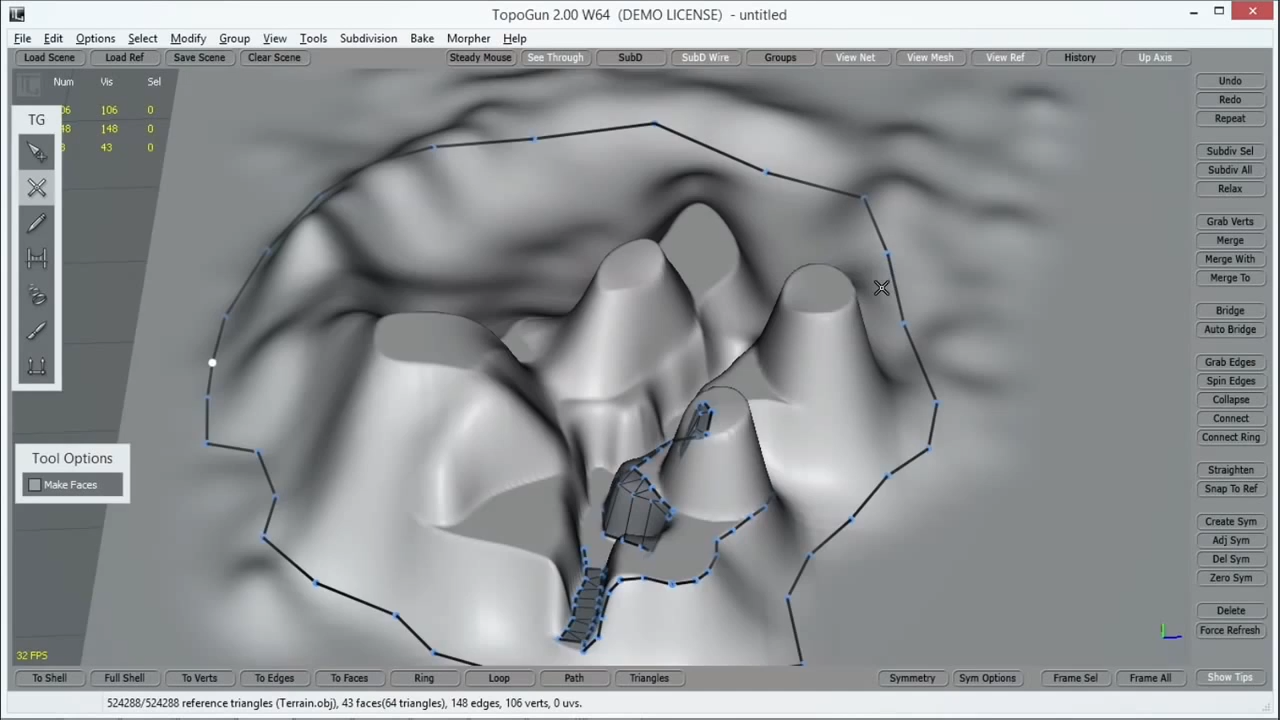 TopoGun 2.00 W64 (DEMO LICENSE) - untitled
File Edit Options Select Modify Group View Tools Subdivision Bake Morpher Help
Load Scene Load Ref Save Scene Clear Scene Steady Mouse See Through SubD SubD Wire Groups View Net View Mesh View Ref History Up Axis
Num Vis Sel
06 106 0
48 148 0
3 43 0
TG
Tool Options
Make Faces
Undo
Redo
Repeat
Subdiv Sel
Subdiv All
Relax
Grab Verts
Merge
Merge With
Merge To
Bridge
Auto Bridge
Grab Edges
Spin Edges
Collapse
Connect
Connect Ring
Straighten
Snap To Ref
Create Sym
Adj Sym
Del Sym
Zero Sym
Delete
Force Refresh
32 FPS
To Shell Full Shell To Verts To Edges To Faces Ring Loop Path Triangles Symmetry Sym Options Frame Sel Frame All Show Tips
524288/524288 reference triangles (Terrain.obj), 43 faces(64 triangles), 148 edges, 106 verts, 0 uvs.